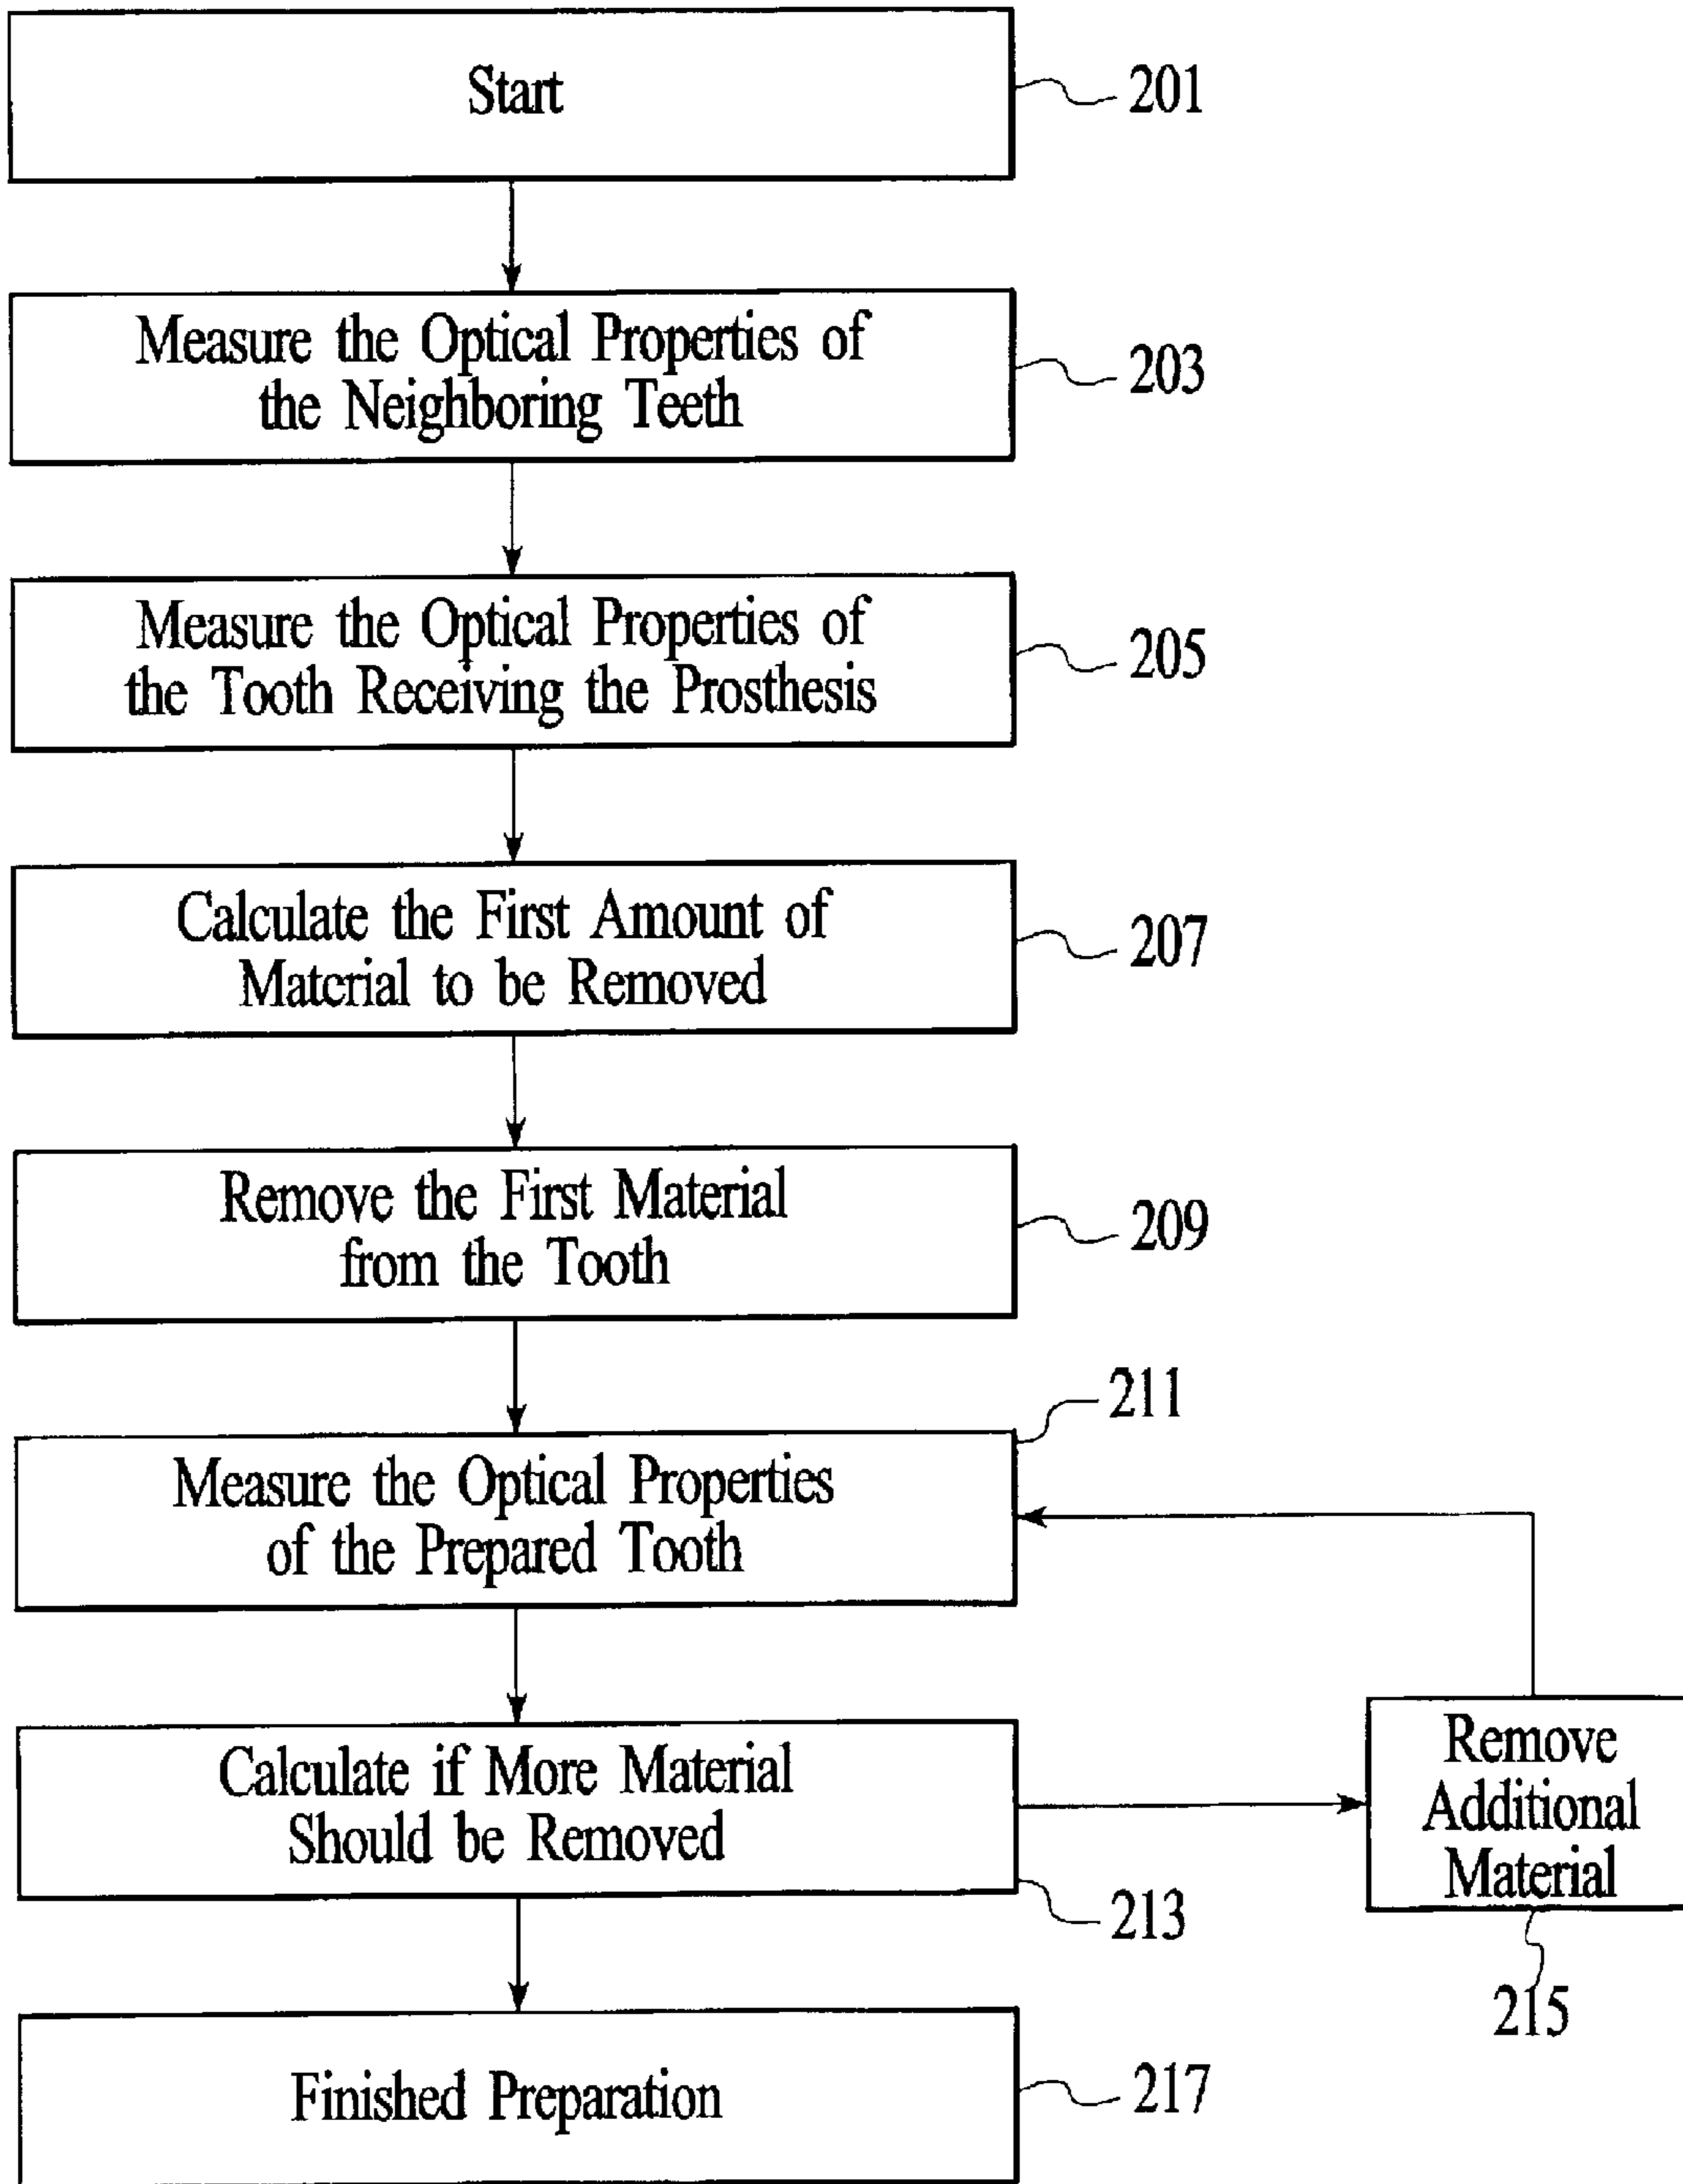 Start
201
Measure the Optical Properties of
the Neighboring Teeth
203
Measure the Optical Properties of
the Tooth Receiving the Prosthesis
205
Calculate the First Amount of
Material to be Removed
207
Remove the First Material
from the Tooth
209
211
Measure the Optical Properties
of the Prepared Tooth
Calculate if More Material
Should be Removed
213
Remove
Additional
Material
215
Finished Preparation
217